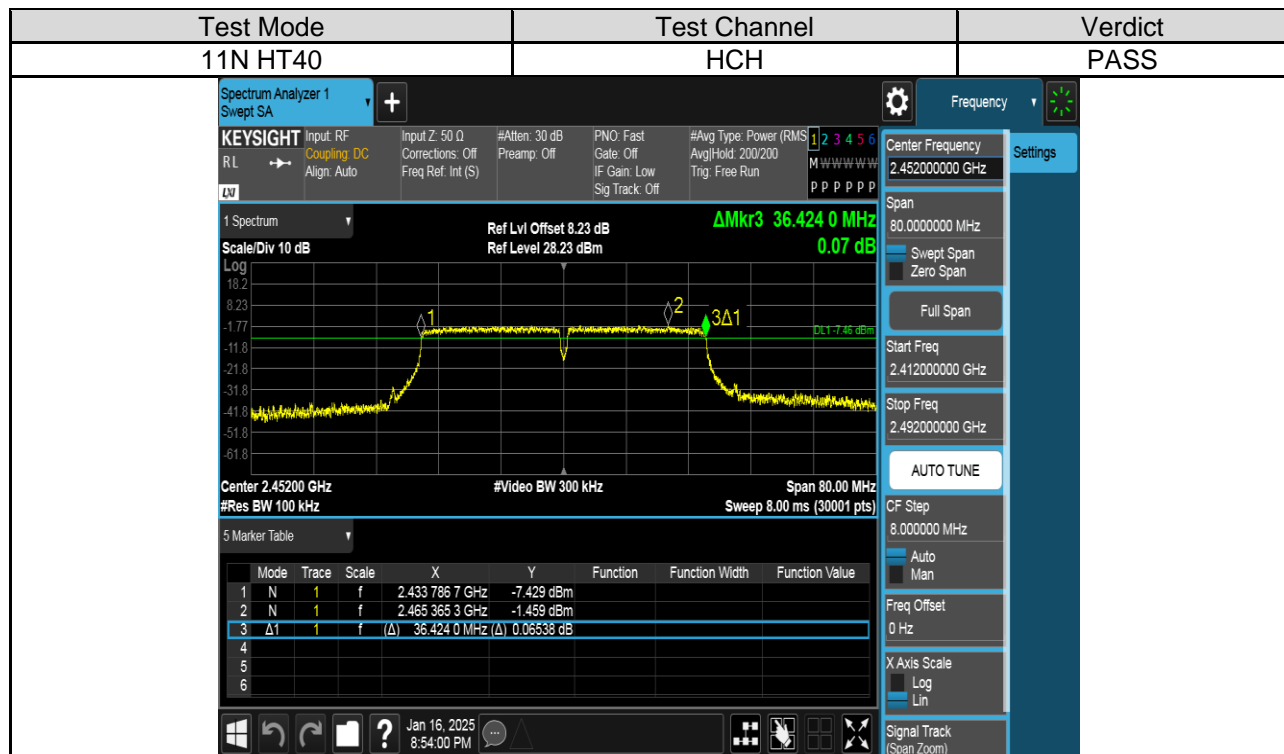 Test Mode Test Channel Verdict
11N HT40 HCH PASS
Spectrum Analyzer 1
Swept SA
Frequency
KEYSIGHT Input: RF Input Z: 50 Ω #Atten: 30 dB PNO: Fast #Avg Type: Power (RMS 1 2 3 4 5 6
RL Coupling: DC Corrections: Off Preamp: Off Gate: Off Avg|Hold: 200/200 M W W W W W
Align: Auto Freq Ref: Int (S) IF Gain: Low Trig: Free Run
LXI Sig Track: Off P P P P P P
Center Frequency
2.452000000 GHz
Settings
1 Spectrum
Ref Lvl Offset 8.23 dB
ΔMkr3 36.424 0 MHz
Scale/Div 10 dB Ref Level 28.23 dBm 0.07 dB
Log
18.2
8.23
-1.77
-11.8
-21.8
-31.8
-41.8
-51.8
-61.8
1
2
3Δ1
DL1 -7.46 dBm
Center 2.45200 GHz #Video BW 300 kHz Span 80.00 MHz
#Res BW 100 kHz Sweep 8.00 ms (30001 pts)
Span
80.0000000 MHz
Swept Span
Zero Span
Full Span
Start Freq
2.412000000 GHz
Stop Freq
2.492000000 GHz
AUTO TUNE
CF Step
8.000000 MHz
Auto
Man
Freq Offset
0 Hz
X Axis Scale
Log
Lin
Signal Track
(Span Zoom)
5 Marker Table
Mode Trace Scale X Y Function Function Width Function Value
1 N 1 f 2.433 786 7 GHz -7.429 dBm
2 N 1 f 2.465 365 3 GHz -1.459 dBm
3 Δ1 1 f (Δ) 36.424 0 MHz (Δ) 0.06538 dB
4
5
6
? Jan 16, 2025
8:54:00 PM